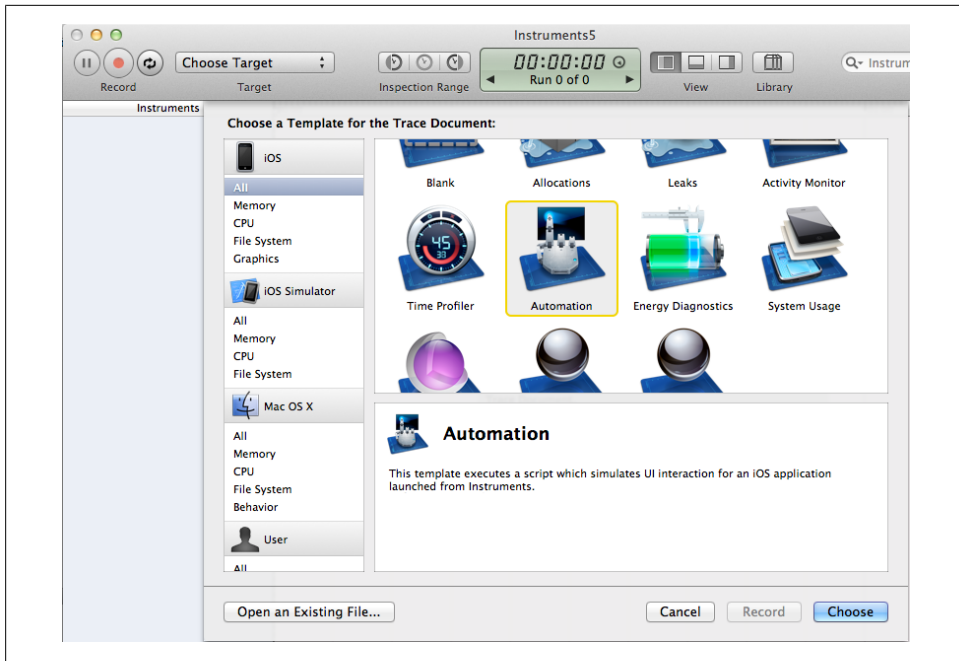 Instruments5
Choose Target
00:00:00
Run 0 of 0
Instrum
Record
Target
Inspection Range
View
Library
Instruments
Choose a Template for the Trace Document:
iOS
All
Memory
CPU
File System
Graphics
iOS Simulator
All
Memory
CPU
File System
Mac OS X
All
Memory
CPU
File System
Behavior
User
All
Blank
Allocations
Leaks
Activity Monitor
45
30
Time Profiler
Automation
Energy Diagnostics
System Usage
Automation
This template executes a script which simulates UI interaction for an iOS application
launched from Instruments.
Open an Existing File...
Cancel
Record
Choose